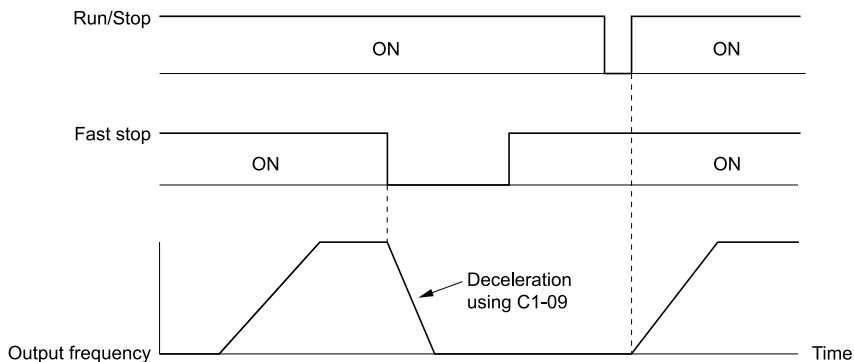 Run/Stop
ON
ON
Fast stop
ON
ON
Deceleration
using C1-09
Output frequency
Time